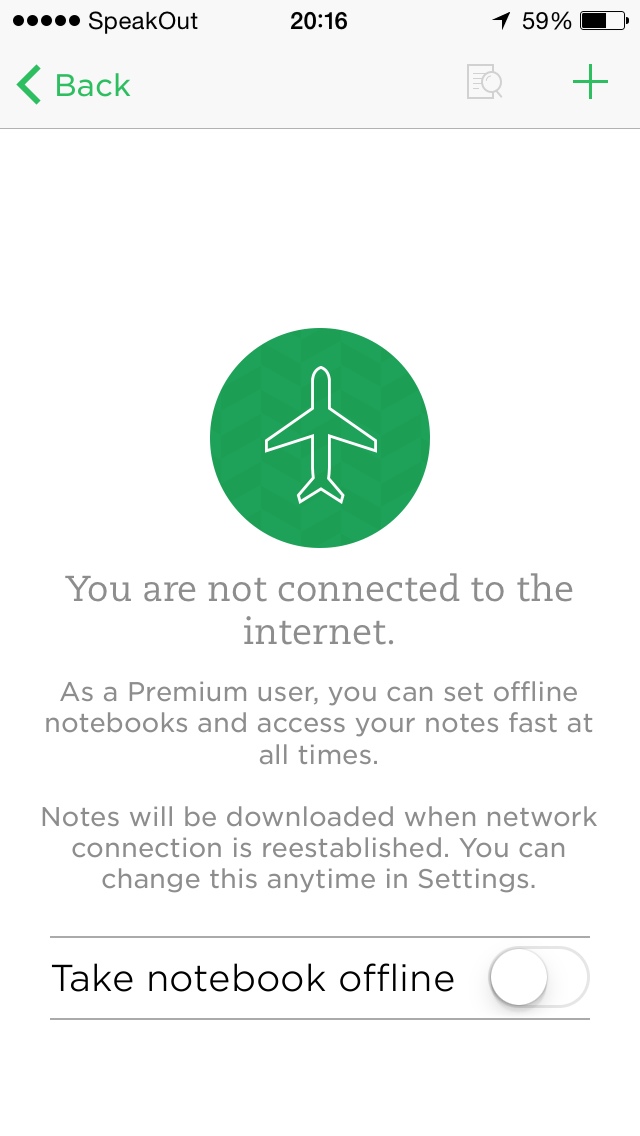 SpeakOut 20:16 59%
Back
You are not connected to the
internet.
As a Premium user, you can set offline
notebooks and access your notes fast at
all times.
Notes will be downloaded when network
connection is reestablished. You can
change this anytime in Settings.
Take notebook offline